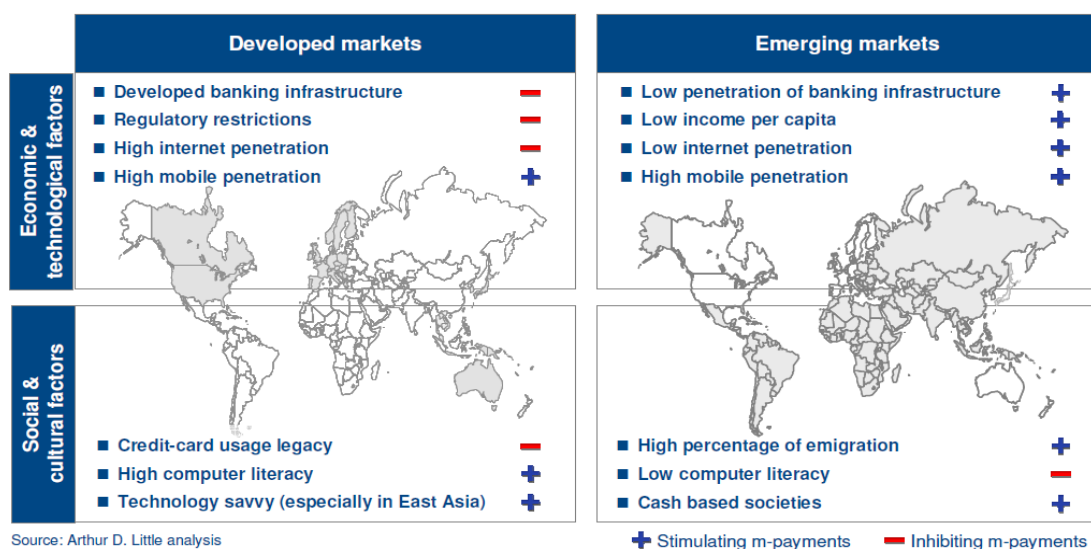 Developed markets
Emerging markets
Economic &
technological factors
■ Developed banking infrastructure −
■ Regulatory restrictions −
■ High internet penetration −
■ High mobile penetration +
■ Low penetration of banking infrastructure +
■ Low income per capita +
■ Low internet penetration +
■ High mobile penetration +
Social &
cultural factors
■ Credit-card usage legacy −
■ High computer literacy +
■ Technology savvy (especially in East Asia) +
■ High percentage of emigration +
■ Low computer literacy −
■ Cash based societies +
Source: Arthur D. Little analysis
+ Stimulating m-payments − Inhibiting m-payments